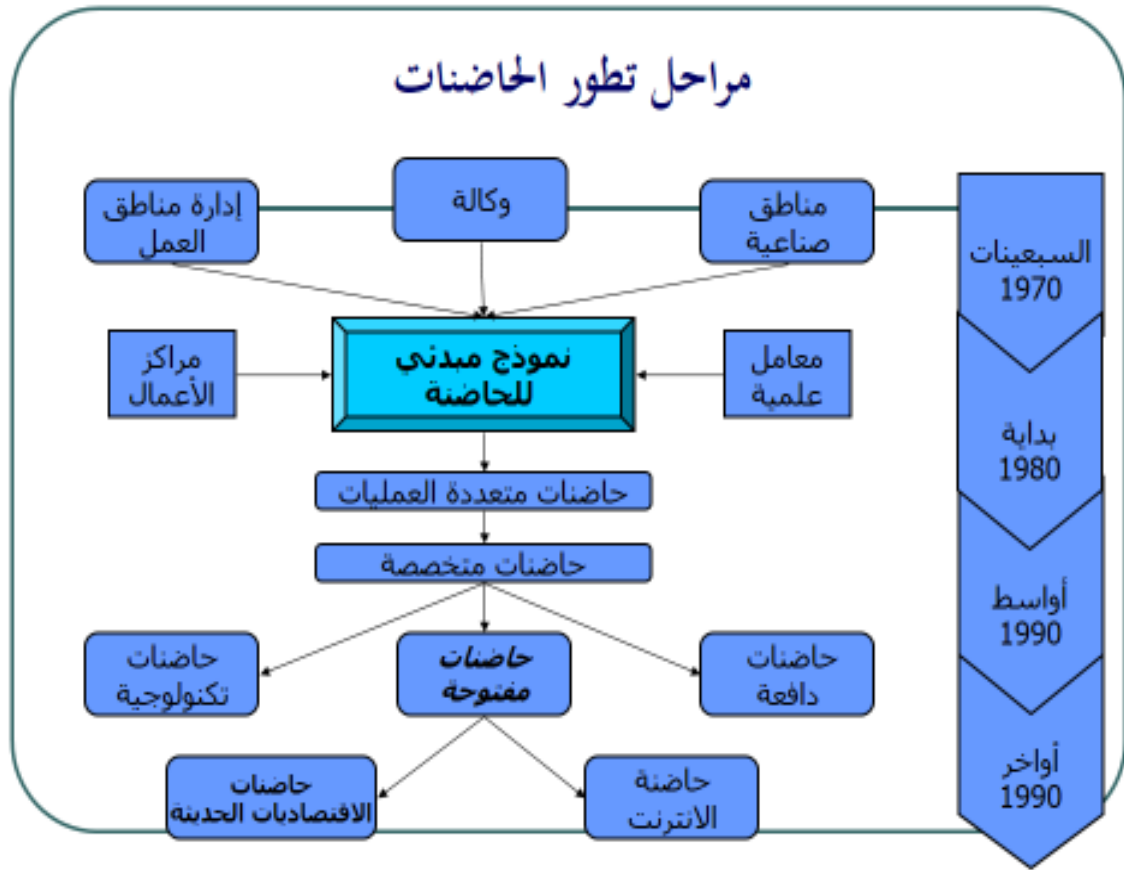 مراحل تطور الحاضنات
مناطق
صناعية
وكالة
إدارة مناطق
العمل
السبعينات
1970
معامل
علمية
نموذج مبدئي
للحاضنة
مراكز
الأعمال
بداية
1980
حاضنات متعددة العمليات
حاضنات متخصصة
أواسط
1990
حاضنات
دافعة
حاضنات
مفتوحة
حاضنات
تكنولوجية
أواخر
1990
حاضنة
الانترنت
حاضنات
الاقتصاديات الحديثة